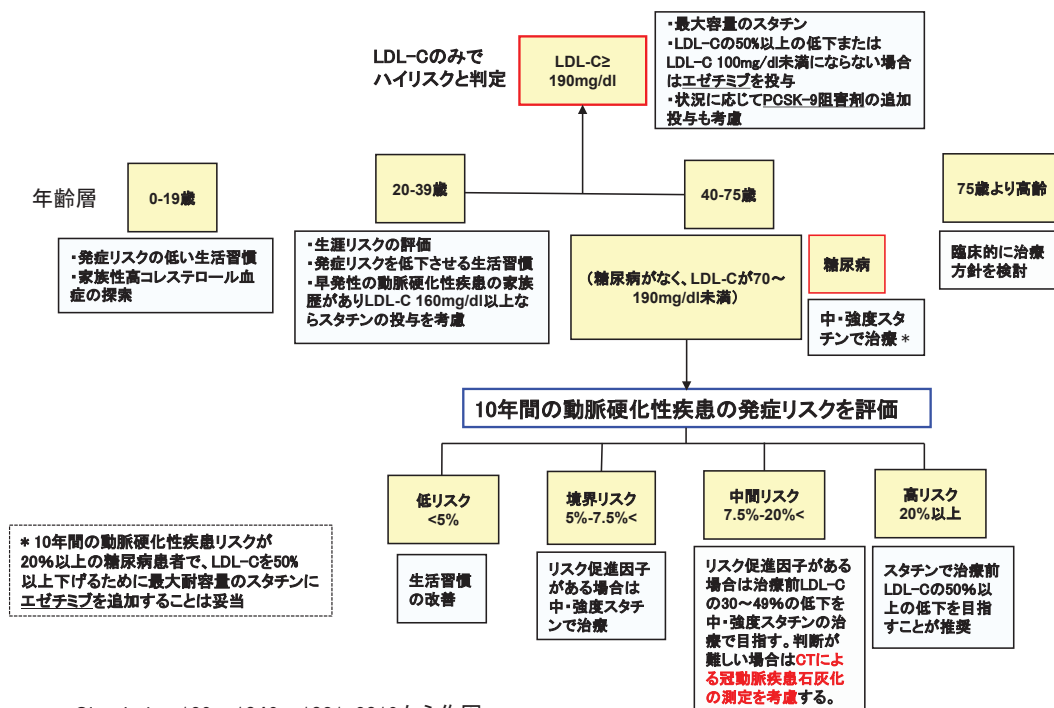 LDL-Cのみで
ハイリスクと判定
LDL-C≥
190mg/dl
・最大容量のスタチン
・LDL-Cの50%以上の低下または
LDL-C 100mg/dl未満にならない場合
はエゼチミブを投与
・状況に応じてPCSK-9阻害剤の追加
投与も考慮
年齢層
0-19歳
20-39歳
40-75歳
75歳より高齢
・発症リスクの低い生活習慣
・家族性高コレステロール血
症の探索
・生涯リスクの評価
・発症リスクを低下させる生活習慣
・早発性の動脈硬化性疾患の家族
歴がありLDL-C 160mg/dl以上な
らスタチンの投与を考慮
（糖尿病がなく、LDL-Cが70～
190mg/dl未満）
糖尿病
中・強度スタ
チンで治療 *
臨床的に治療
方針を検討
10年間の動脈硬化性疾患の発症リスクを評価
低リスク
<5%
境界リスク
5%-7.5%<
中間リスク
7.5%-20%<
高リスク
20%以上
生活習慣
の改善
リスク促進因子
がある場合は
中・強度スタチ
ンで治療
リスク促進因子がある
場合は治療前LDL-C
の30～49%の低下を
中・強度スタチンの治
療で目指す。判断が
難しい場合はCTによ
る冠動脈疾患石灰化
の測定を考慮する。
スタチンで治療前
LDL-Cの50%以
上の低下を目指
すことが推奨
* 10年間の動脈硬化性疾患リスクが
20%以上の糖尿病患者で、LDL-Cを50%
以上下げるために最大耐容量のスタチンに
エゼチミブを追加することは妥当